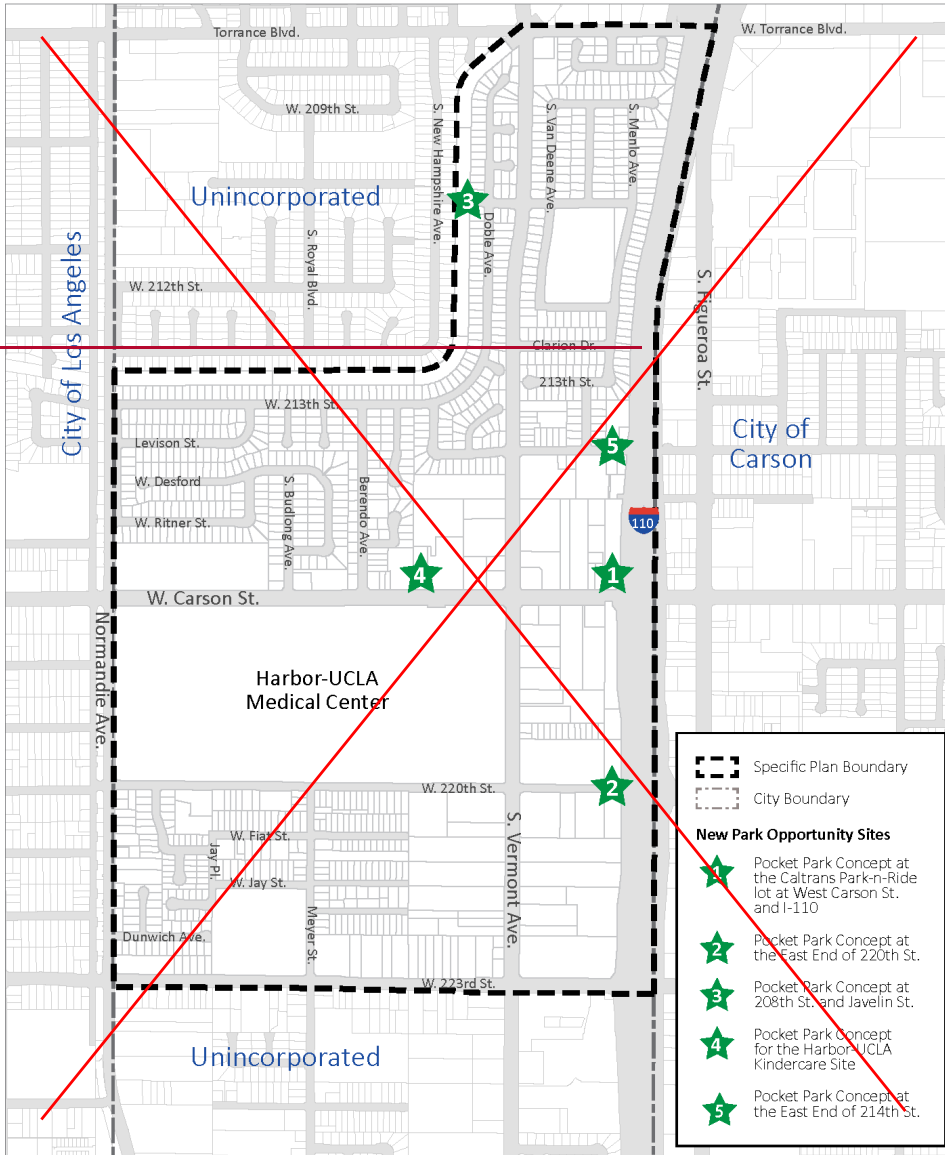 Torrance Blvd.
W. Torrance Blvd.
W. 209th St.
S. New Hampshire Ave.
S. Van Deene Ave.
S. Menlo Ave.
Unincorporated
3
Doble Ave.
S. Royal Blvd.
City of Los Angeles
W. 212th St.
S. Figueroa St.
Clarion Dr.
213th St.
W. 213th St.
City of
Carson
Levison St.
5
W. Desford
S. Budlong Ave.
Berendo Ave.
W. Ritner St.
110
4
1
W. Carson St.
Normandie Ave.
Harbor-UCLA
Medical Center
W. 220th St.
2
S. Vermont Ave.
W. Fiat St.
Jay Pl.
W. Jay St.
Meyer St.
Dunwich Ave.
W. 223rd St.
Unincorporated
Specific Plan Boundary
City Boundary
New Park Opportunity Sites
1
Pocket Park Concept at
the Caltrans Park-n-Ride
lot at West Carson St.
and I-110
2
Pocket Park Concept at
the East End of 220th St.
3
Pocket Park Concept at
208th St. and Javelin St.
4
Pocket Park Concept
for the Harbor-UCLA
Kindercare Site
5
Pocket Park Concept at
the East End of 214th St.